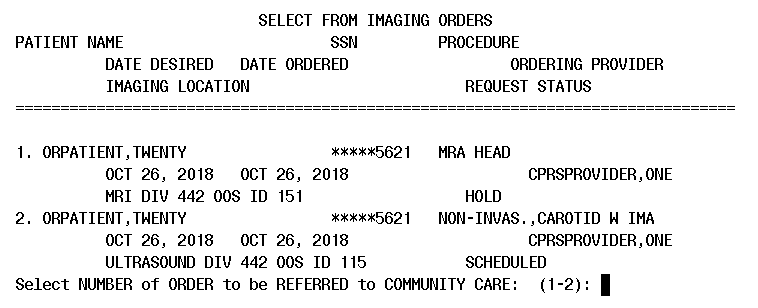 SELECT FROM IMAGING ORDERS
PATIENT NAME SSN PROCEDURE
DATE DESIRED DATE ORDERED ORDERING PROVIDER
IMAGING LOCATION REQUEST STATUS
================================================================================
1. ORPATIENT,TWENTY *****5621 MRA HEAD
OCT 26, 2018 OCT 26, 2018 CPRSPROVIDER,ONE
MRI DIV 442 OOS ID 151 HOLD
2. ORPATIENT,TWENTY *****5621 NON-INVAS.,CAROTID W IMA
OCT 26, 2018 OCT 26, 2018 CPRSPROVIDER,ONE
ULTRASOUND DIV 442 OOS ID 115 SCHEDULED
Select NUMBER of ORDER to be REFERRED to COMMUNITY CARE: (1-2):